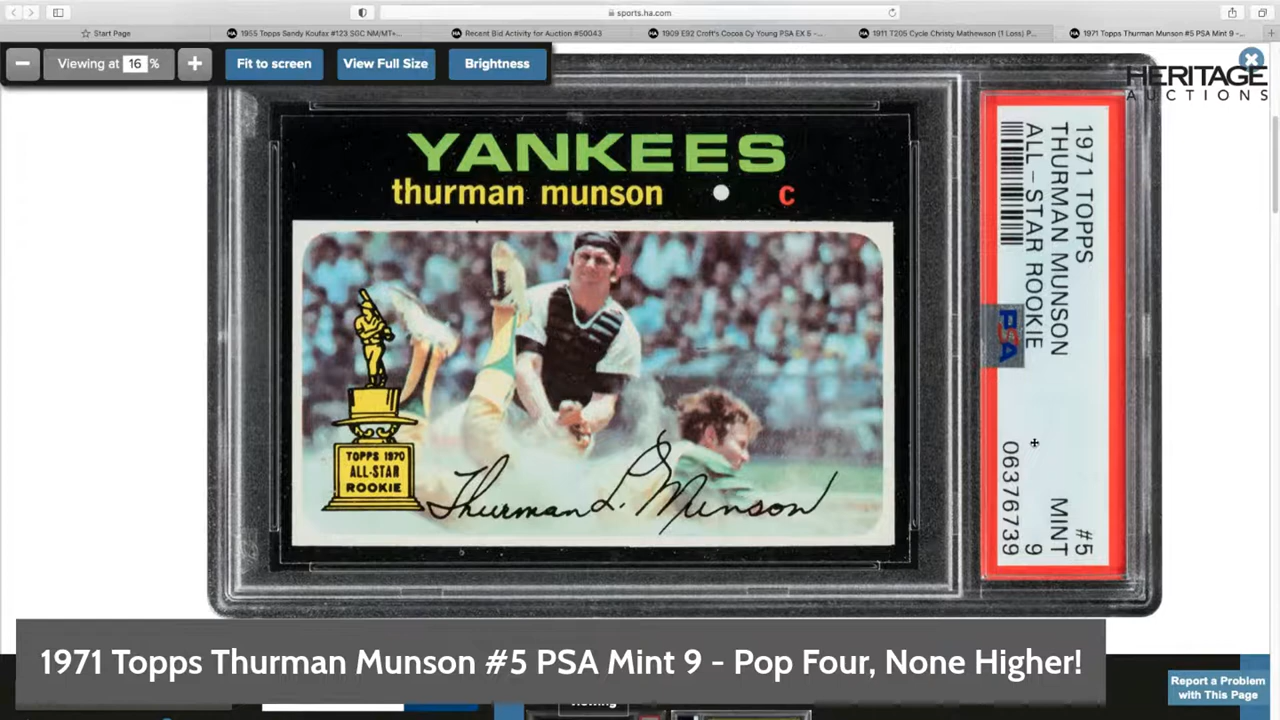 sports.ha.com
Start Page
1955 Topps Sandy Koufax #123 SGC NM/MT+...
Recent Bid Activity for Auction #50043
1909 E92 Croft's Cocoa Cy Young PSA EX 5 -...
1911 T205 Cycle Christy Mathewson (1 Loss) P...
1971 Topps Thurman Munson #5 PSA Mint 9 -...
Viewing at 16 %
Fit to screen
View Full Size
Brightness
HERITAGE
AUCTIONS
YANKEES
thurman munson • c
TOPPS 1970
ALL-STAR
ROOKIE
Thurman L. Munson
1971 TOPPS #5
THURMAN MUNSON MINT
ALL - STAR ROOKIE 9
PSA 06376739
1971 Topps Thurman Munson #5 PSA Mint 9 - Pop Four, None Higher!
Report a Problem
with This Page